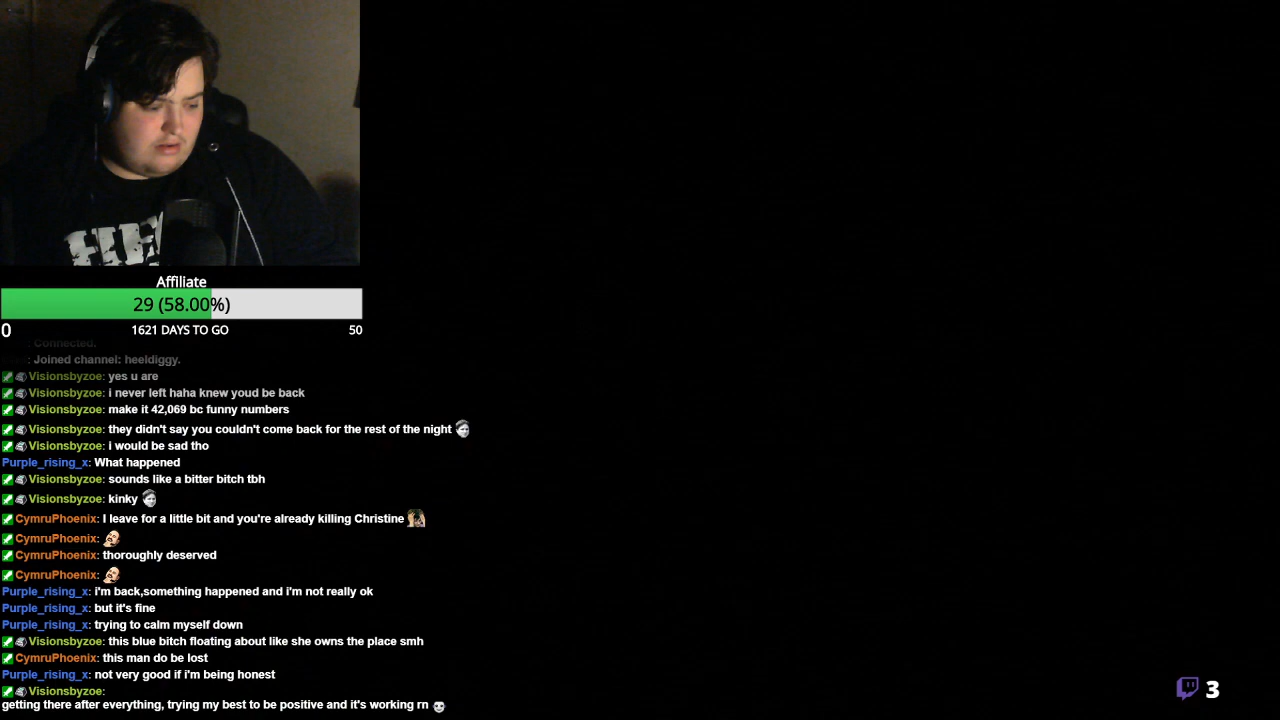 Affiliate
29 (58.00%)
0
1621 DAYS TO GO
50
: Connected.
: Joined channel: heeldiggy.
Visionsbyzoe: yes u are
Visionsbyzoe: i never left haha knew youd be back
Visionsbyzoe: make it 42,069 bc funny numbers
Visionsbyzoe: they didn't say you couldn't come back for the rest of the night
Visionsbyzoe: i would be sad tho
Purple_rising_x: What happened
Visionsbyzoe: sounds like a bitter bitch tbh
Visionsbyzoe: kinky
CymruPhoenix: I leave for a little bit and you're already killing Christine
CymruPhoenix:
CymruPhoenix: thoroughly deserved
CymruPhoenix:
Purple_rising_x: i'm back,something happened and i'm not really ok
Purple_rising_x: but it's fine
Purple_rising_x: trying to calm myself down
Visionsbyzoe: this blue bitch floating about like she owns the place smh
CymruPhoenix: this man do be lost
Purple_rising_x: not very good if i'm being honest
Visionsbyzoe:
getting there after everything, trying my best to be positive and it's working rn
3